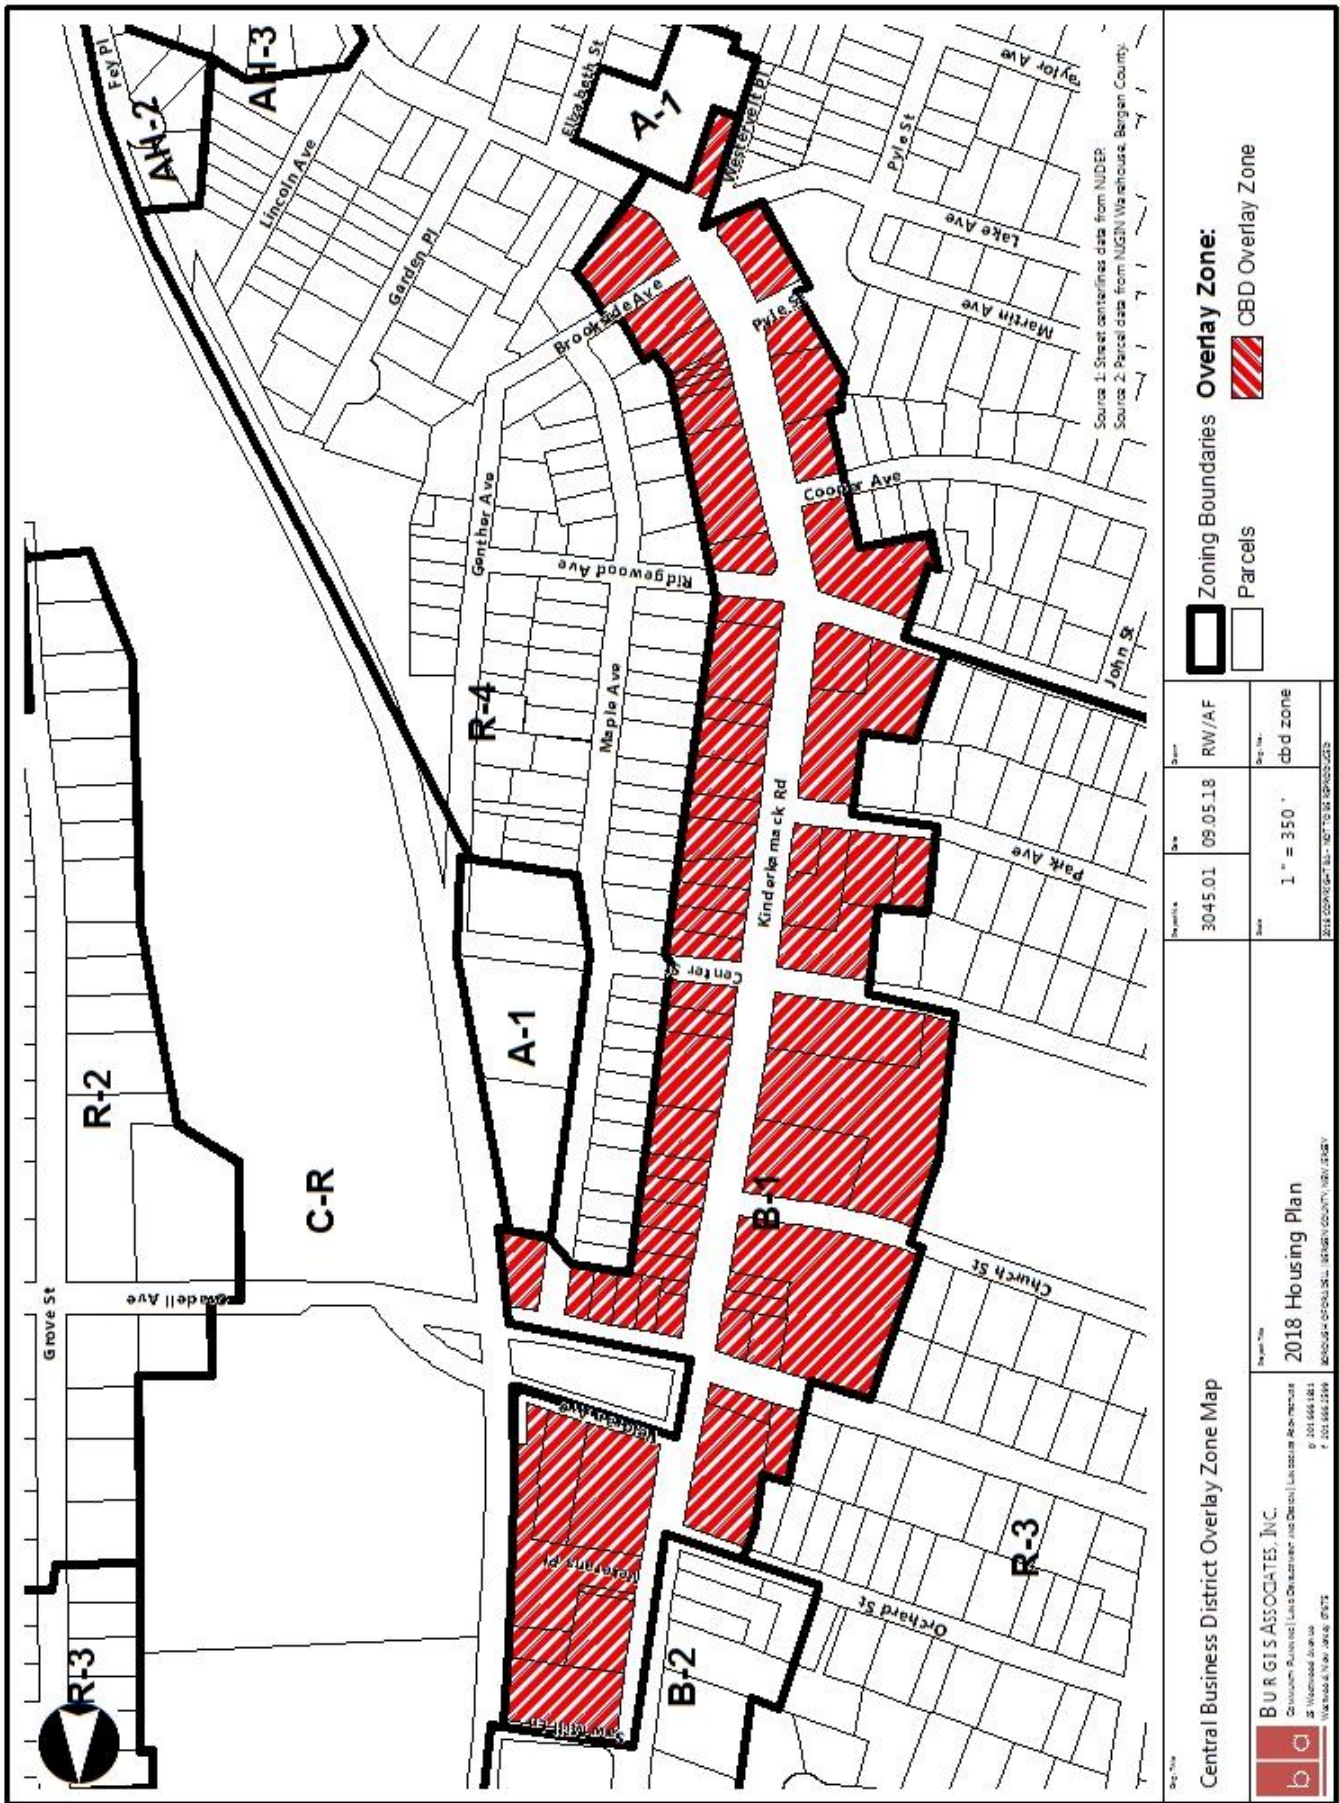 Fey Pl
AH-2
AH-3
Lincoln Ave
Garden Pl
Elizabeth St
A-1
Westervelt Pl
Brookside Ave
Pyle St
Pyle St
Lake Ave
Martin Ave
Taylor Ave
Gunther Ave
Ridgewood Ave
Cooper Ave
R-4
Maple Ave
Kinderkamack Rd
John St
Park Ave
R-2
A-1
Center St
C-R
B-1
Church St
Grove St
Veterans Pl
Orchard St
R-3
R-3
B-2
Source 1: Street centerlines data from NJDEP.
Source 2: Parcel data from NJGIN Warehouse, Bergen County.
Zoning Boundaries
Parcels
Overlay Zone:
CBD Overlay Zone
Central Business District Overlay Zone Map
3045.01
09.05.18
RW/AF
b a
BURGIS ASSOCIATES, INC.
2018 Housing Plan
1 " = 350 '
cbd zone